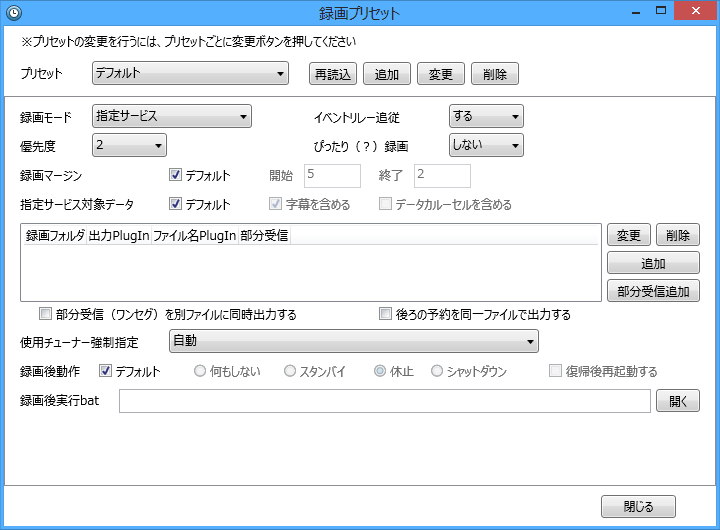 録画プリセット
※プリセットの変更を行うには、プリセットごとに変更ボタンを押してください
プリセット デフォルト 再読込 追加 変更 削除
録画モード 指定サービス イベントリレー追従 する
優先度 2 ぴったり（？）録画 しない
録画マージン デフォルト 開始 5 終了 2
指定サービス対象データ デフォルト 字幕を含める データカルーセルを含める
録画フォルダ 出力PlugIn ファイル名PlugIn 部分受信 変更 削除
追加
部分受信追加
部分受信（ワンセグ）を別ファイルに同時出力する 後ろの予約を同一ファイルで出力する
使用チューナー強制指定 自動
録画後動作 デフォルト 何もしない スタンバイ 休止 シャットダウン 復帰後再起動する
録画後実行bat 開く
閉じる